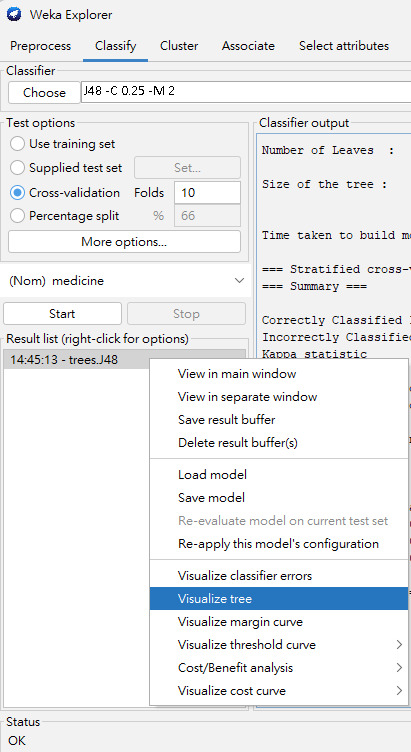 Weka Explorer
Preprocess Classify Cluster Associate Select attributes
Classifier
Choose J48 -C 0.25 -M 2
Test options
Use training set
Supplied test set Set...
Cross-validation Folds 10
Percentage split % 66
More options...
(Nom) medicine
Start Stop
Result list (right-click for options)
14:45:13 - trees.J48
View in main window
View in separate window
Save result buffer
Delete result buffer(s)
Load model
Save model
Re-evaluate model on current test set
Re-apply this model's configuration
Visualize classifier errors
Visualize tree
Visualize margin curve
Visualize threshold curve
Cost/Benefit analysis
Visualize cost curve
Classifier output
Number of Leaves :
Size of the tree :
Time taken to build mo
=== Stratified cross-v
=== Summary ===
Correctly Classified I
Incorrectly Classified
Kappa statistic
Status
OK